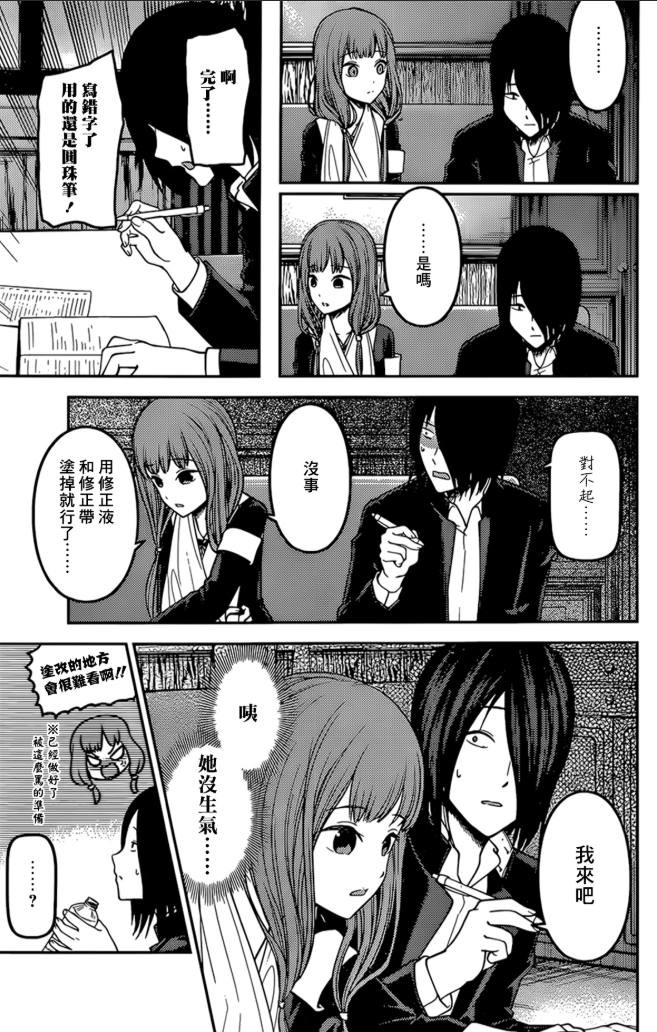 ……
……是嗎
啊
完了……
寫錯字了
用的還是圓珠筆！
對不起……
沒事
用修正液
和修正帶
塗掉就行了……
我來吧
咦
她沒生氣……
塗改的地方
會很難看啊!!
※已經做好了
被這麼罵的準備
……？